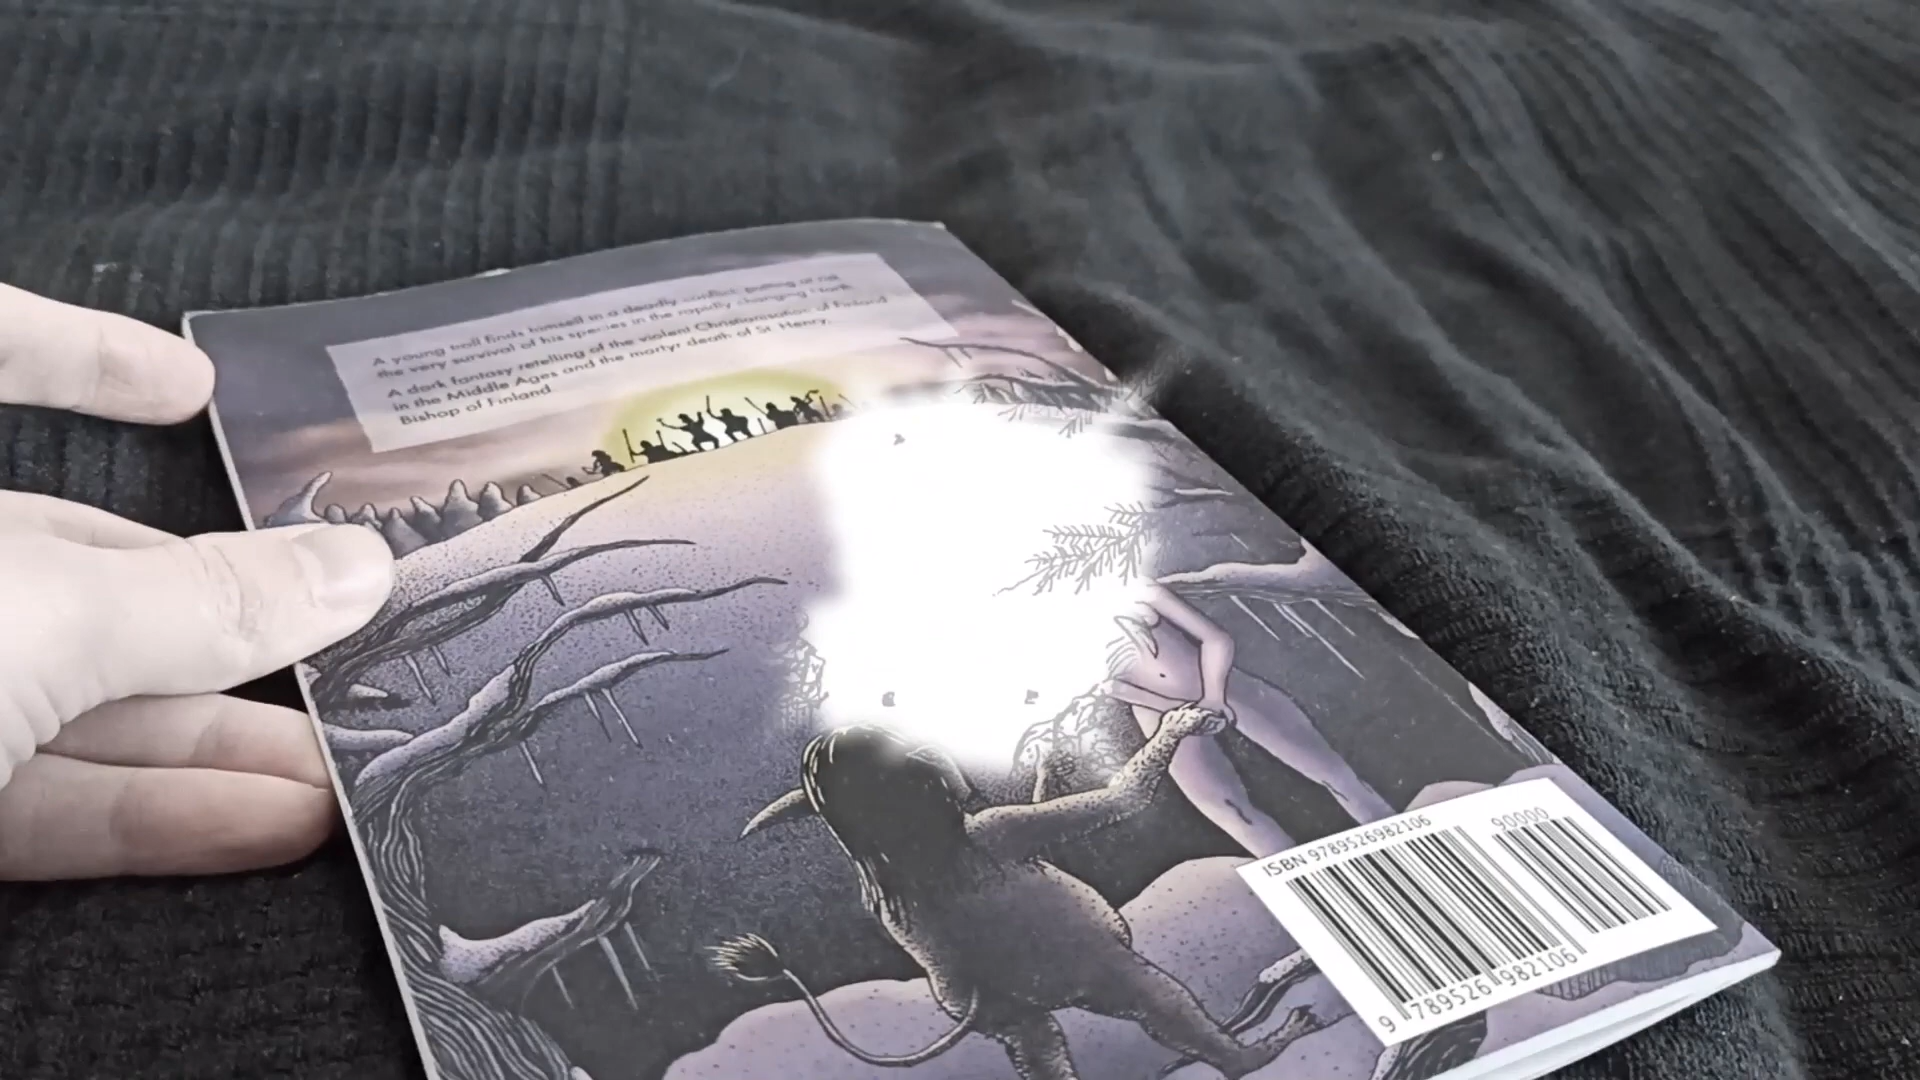 A young troll finds himself in a deadly conflict putting at risk
the very survival of his species in the rapidly changing North.
A dark fantasy retelling of the violent Christianisation of Finland
in the Middle Ages and the martyr death of St. Henry,
Bishop of Finland
ISBN 9789526982106
90000
9 789526 982106